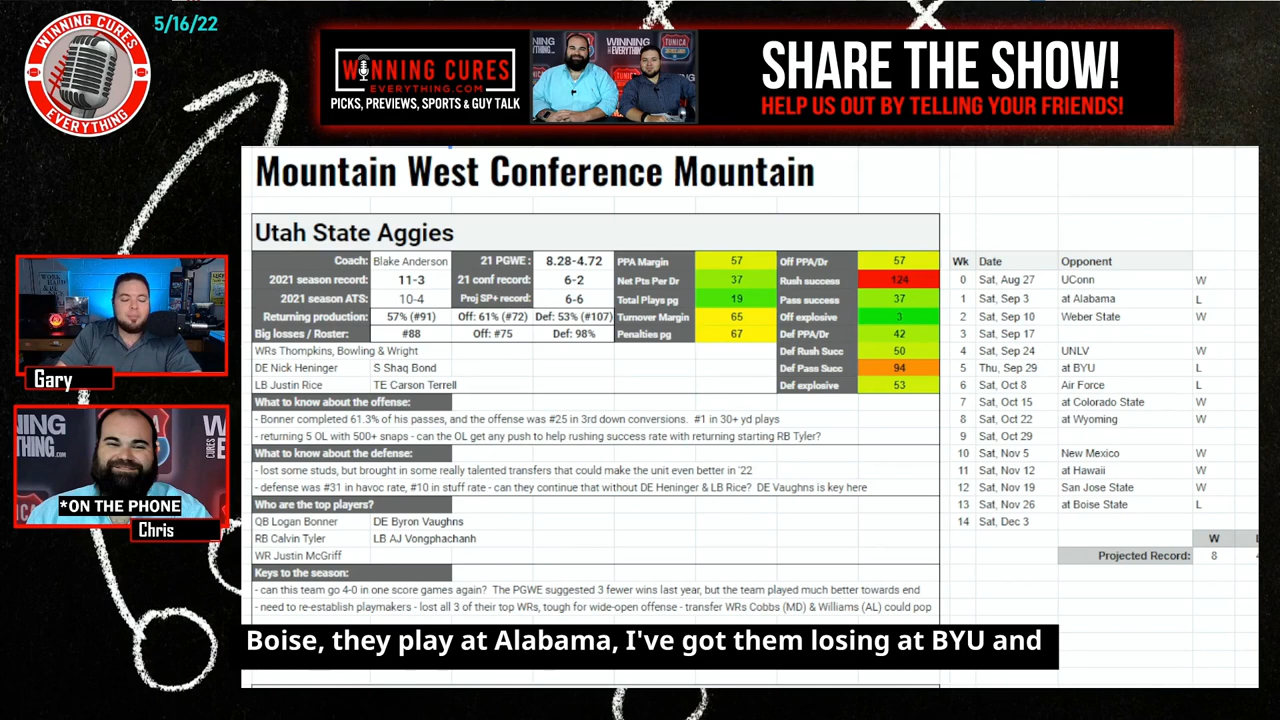 5/16/22
WINNING CURES
EVERYTHING
WINNING CURES
EVERYTHING.COM
PICKS, PREVIEWS, SPORTS & GUY TALK
TUNICA
SHARE THE SHOW!
HELP US OUT BY TELLING YOUR FRIENDS!
Mountain West Conference Mountain
Utah State Aggies
Coach: Blake Anderson 21 PGWE: 8.28-4.72 PPA Margin 57 Off PPA/Dr 57
2021 season record: 11-3 21 conf record: 6-2 Net Pts Per Dr 37 Rush success 124
2021 season ATS: 10-4 Proj SP+ record: 6-6 Total Plays pg 19 Pass success 37
Returning production: 57% (#91) Off: 61% (#72) Def: 53% (#107) Turnover Margin 65 Off explosive 3
Big losses / Roster: #88 Off: #75 Def: 98% Penalties pg 67 Def PPA/Dr 42
WRs Thompkins, Bowling & Wright Def Rush Succ 50
DE Nick Heninger S Shaq Bond Def Pass Succ 94
LB Justin Rice TE Carson Terrell Def explosive 53
What to know about the offense:
- Bonner completed 61.3% of his passes, and the offense was #25 in 3rd down conversions. #1 in 30+ yd plays
- returning 5 OL with 500+ snaps - can the OL get any push to help rushing success rate with returning starting RB Tyler?
What to know about the defense:
- lost some studs, but brought in some really talented transfers that could make the unit even better in '22
- defense was #31 in havoc rate, #10 in stuff rate - can they continue that without DE Heninger & LB Rice? DE Vaughns is key here
Who are the top players?
QB Logan Bonner DE Byron Vaughns
RB Calvin Tyler LB AJ Vongphachanh
WR Justin McGriff
Keys to the season:
- can this team go 4-0 in one score games again? The PGWE suggested 3 fewer wins last year, but the team played much better towards end
- need to re-establish playmakers - lost all 3 of their top WRs, tough for wide-open offense - transfer WRs Cobbs (MD) & Williams (AL) could pop
Wk Date Opponent
0 Sat, Aug 27 UConn W
1 Sat, Sep 3 at Alabama L
2 Sat, Sep 10 Weber State W
3 Sat, Sep 17
4 Sat, Sep 24 UNLV W
5 Thu, Sep 29 at BYU L
6 Sat, Oct 8 Air Force L
7 Sat, Oct 15 at Colorado State W
8 Sat, Oct 22 at Wyoming W
9 Sat, Oct 29
10 Sat, Nov 5 New Mexico W
11 Sat, Nov 12 at Hawaii W
12 Sat, Nov 19 San Jose State W
13 Sat, Nov 26 at Boise State L
14 Sat, Dec 3
W
Projected Record: 8
Gary
*ON THE PHONE
Chris
Boise, they play at Alabama, I've got them losing at BYU and